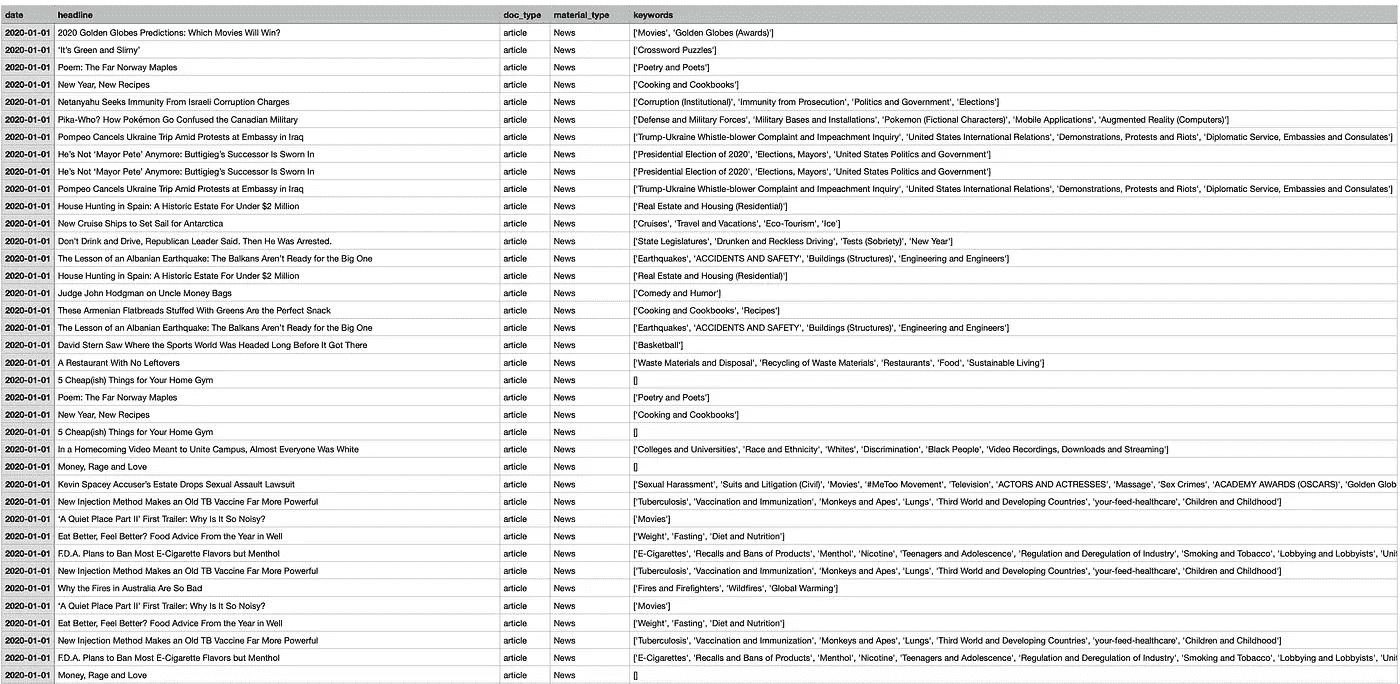 date headline doc_type material_type keywords
2020-01-01 2020 Golden Globes Predictions: Which Movies Will Win? article News ['Movies', 'Golden Globes (Awards)']
2020-01-01 ‘It’s Green and Slimy’ article News ['Crossword Puzzles']
2020-01-01 Poem: The Far Norway Maples article News ['Poetry and Poets']
2020-01-01 New Year, New Recipes article News ['Cooking and Cookbooks']
2020-01-01 Netanyahu Seeks Immunity From Israeli Corruption Charges article News ['Corruption (Institutional)', 'Immunity from Prosecution', 'Politics and Government', 'Elections']
2020-01-01 Pika-Who? How Pokémon Go Confused the Canadian Military article News ['Defense and Military Forces', 'Military Bases and Installations', 'Pokemon (Fictional Characters)', 'Mobile Applications', 'Augmented Reality (Computers)']
2020-01-01 Pompeo Cancels Ukraine Trip Amid Protests at Embassy in Iraq article News ['Trump-Ukraine Whistle-blower Complaint and Impeachment Inquiry', 'United States International Relations', 'Demonstrations, Protests and Riots', 'Diplomatic Service, Embassies and Consulates']
2020-01-01 He’s Not ‘Mayor Pete’ Anymore: Buttigieg’s Successor Is Sworn In article News ['Presidential Election of 2020', 'Elections, Mayors', 'United States Politics and Government']
2020-01-01 He’s Not ‘Mayor Pete’ Anymore: Buttigieg’s Successor Is Sworn In article News ['Presidential Election of 2020', 'Elections, Mayors', 'United States Politics and Government']
2020-01-01 Pompeo Cancels Ukraine Trip Amid Protests at Embassy in Iraq article News ['Trump-Ukraine Whistle-blower Complaint and Impeachment Inquiry', 'United States International Relations', 'Demonstrations, Protests and Riots', 'Diplomatic Service, Embassies and Consulates']
2020-01-01 House Hunting in Spain: A Historic Estate For Under $2 Million article News ['Real Estate and Housing (Residential)']
2020-01-01 New Cruise Ships to Set Sail for Antarctica article News ['Cruises', 'Travel and Vacations', 'Eco-Tourism', 'Ice']
2020-01-01 Don’t Drink and Drive, Republican Leader Said. Then He Was Arrested. article News ['State Legislatures', 'Drunken and Reckless Driving', 'Tests (Sobriety)', 'New Year']
2020-01-01 The Lesson of an Albanian Earthquake: The Balkans Aren’t Ready for the Big One article News ['Earthquakes', 'ACCIDENTS AND SAFETY', 'Buildings (Structures)', 'Engineering and Engineers']
2020-01-01 House Hunting in Spain: A Historic Estate For Under $2 Million article News ['Real Estate and Housing (Residential)']
2020-01-01 Judge John Hodgman on Uncle Money Bags article News ['Comedy and Humor']
2020-01-01 These Armenian Flatbreads Stuffed With Greens Are the Perfect Snack article News ['Cooking and Cookbooks', 'Recipes']
2020-01-01 The Lesson of an Albanian Earthquake: The Balkans Aren’t Ready for the Big One article News ['Earthquakes', 'ACCIDENTS AND SAFETY', 'Buildings (Structures)', 'Engineering and Engineers']
2020-01-01 David Stern Saw Where the Sports World Was Headed Long Before It Got There article News ['Basketball']
2020-01-01 A Restaurant With No Leftovers article News ['Waste Materials and Disposal', 'Recycling of Waste Materials', 'Restaurants', 'Food', 'Sustainable Living']
2020-01-01 5 Cheap(ish) Things for Your Home Gym article News []
2020-01-01 Poem: The Far Norway Maples article News ['Poetry and Poets']
2020-01-01 New Year, New Recipes article News ['Cooking and Cookbooks']
2020-01-01 5 Cheap(ish) Things for Your Home Gym article News []
2020-01-01 In a Homecoming Video Meant to Unite Campus, Almost Everyone Was White article News ['Colleges and Universities', 'Race and Ethnicity', 'Whites', 'Discrimination', 'Black People', 'Video Recordings, Downloads and Streaming']
2020-01-01 Money, Rage and Love article News []
2020-01-01 Kevin Spacey Accuser’s Estate Drops Sexual Assault Lawsuit article News ['Sexual Harassment', 'Suits and Litigation (Civil)', 'Movies', '#MeToo Movement', 'Television', 'ACTORS AND ACTRESSES', 'Massage', 'Sex Crimes', 'ACADEMY AWARDS (OSCARS)', 'Golden Glob
2020-01-01 New Injection Method Makes an Old TB Vaccine Far More Powerful article News ['Tuberculosis', 'Vaccination and Immunization', 'Monkeys and Apes', 'Lungs', 'Third World and Developing Countries', 'your-feed-healthcare', 'Children and Childhood']
2020-01-01 ‘A Quiet Place Part II’ First Trailer: Why Is It So Noisy? article News ['Movies']
2020-01-01 Eat Better, Feel Better? Food Advice From the Year in Well article News ['Weight', 'Fasting', 'Diet and Nutrition']
2020-01-01 F.D.A. Plans to Ban Most E-Cigarette Flavors but Menthol article News ['E-Cigarettes', 'Recalls and Bans of Products', 'Menthol', 'Nicotine', 'Teenagers and Adolescence', 'Regulation and Deregulation of Industry', 'Smoking and Tobacco', 'Lobbying and Lobbyists', 'Unit
2020-01-01 New Injection Method Makes an Old TB Vaccine Far More Powerful article News ['Tuberculosis', 'Vaccination and Immunization', 'Monkeys and Apes', 'Lungs', 'Third World and Developing Countries', 'your-feed-healthcare', 'Children and Childhood']
2020-01-01 Why the Fires in Australia Are So Bad article News ['Fires and Firefighters', 'Wildfires', 'Global Warming']
2020-01-01 ‘A Quiet Place Part II’ First Trailer: Why Is It So Noisy? article News ['Movies']
2020-01-01 Eat Better, Feel Better? Food Advice From the Year in Well article News ['Weight', 'Fasting', 'Diet and Nutrition']
2020-01-01 New Injection Method Makes an Old TB Vaccine Far More Powerful article News ['Tuberculosis', 'Vaccination and Immunization', 'Monkeys and Apes', 'Lungs', 'Third World and Developing Countries', 'your-feed-healthcare', 'Children and Childhood']
2020-01-01 F.D.A. Plans to Ban Most E-Cigarette Flavors but Menthol article News ['E-Cigarettes', 'Recalls and Bans of Products', 'Menthol', 'Nicotine', 'Teenagers and Adolescence', 'Regulation and Deregulation of Industry', 'Smoking and Tobacco', 'Lobbying and Lobbyists', 'Unit
2020-01-01 Money, Rage and Love article News []